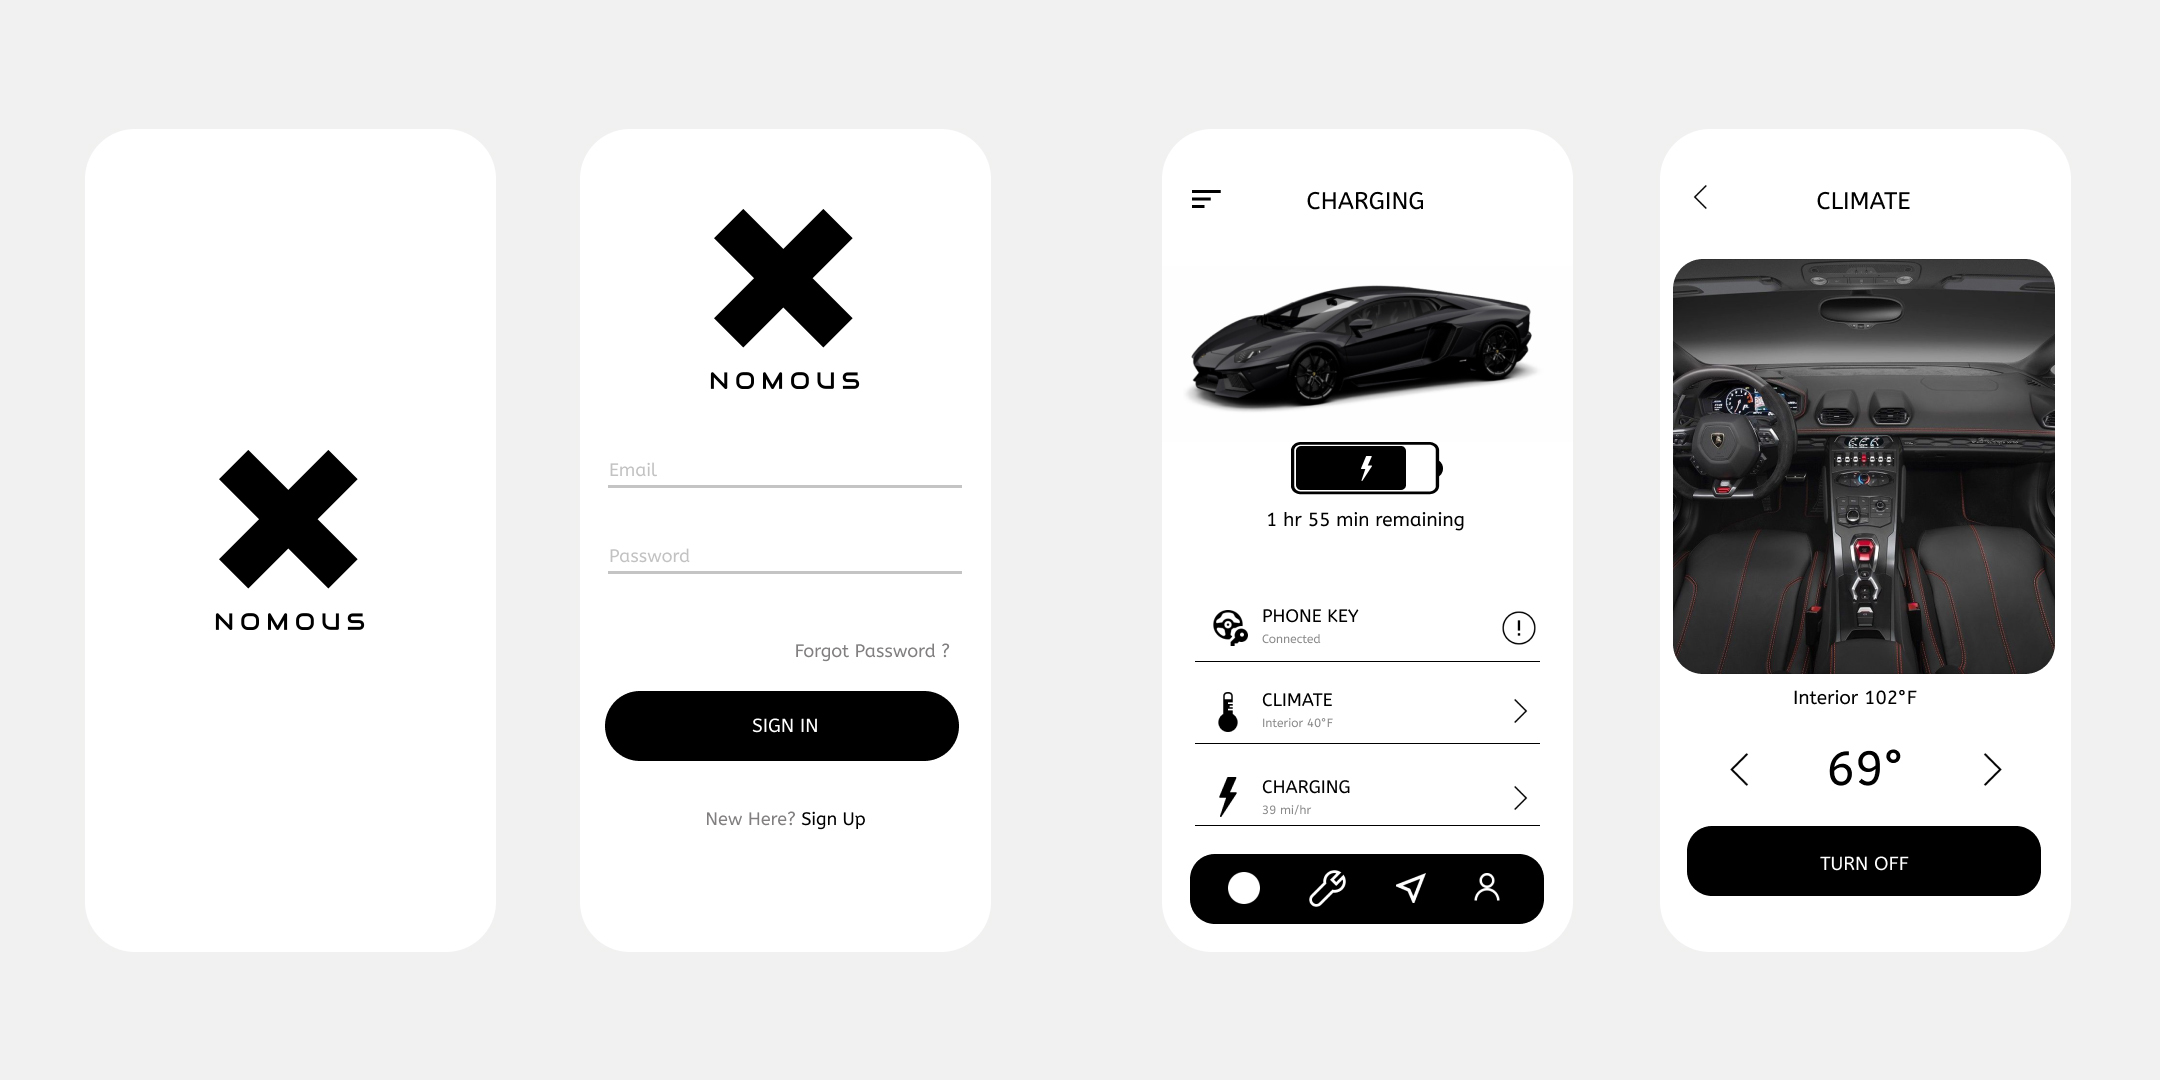 NOMOUS
NOMOUS
Email
Password
Forgot Password ?
SIGN IN
New Here? Sign Up
CHARGING
1 hr 55 min remaining
PHONE KEY
Connected
CLIMATE
Interior 40°F
CHARGING
39 mi/hr
CLIMATE
Interior 102°F
69°
TURN OFF